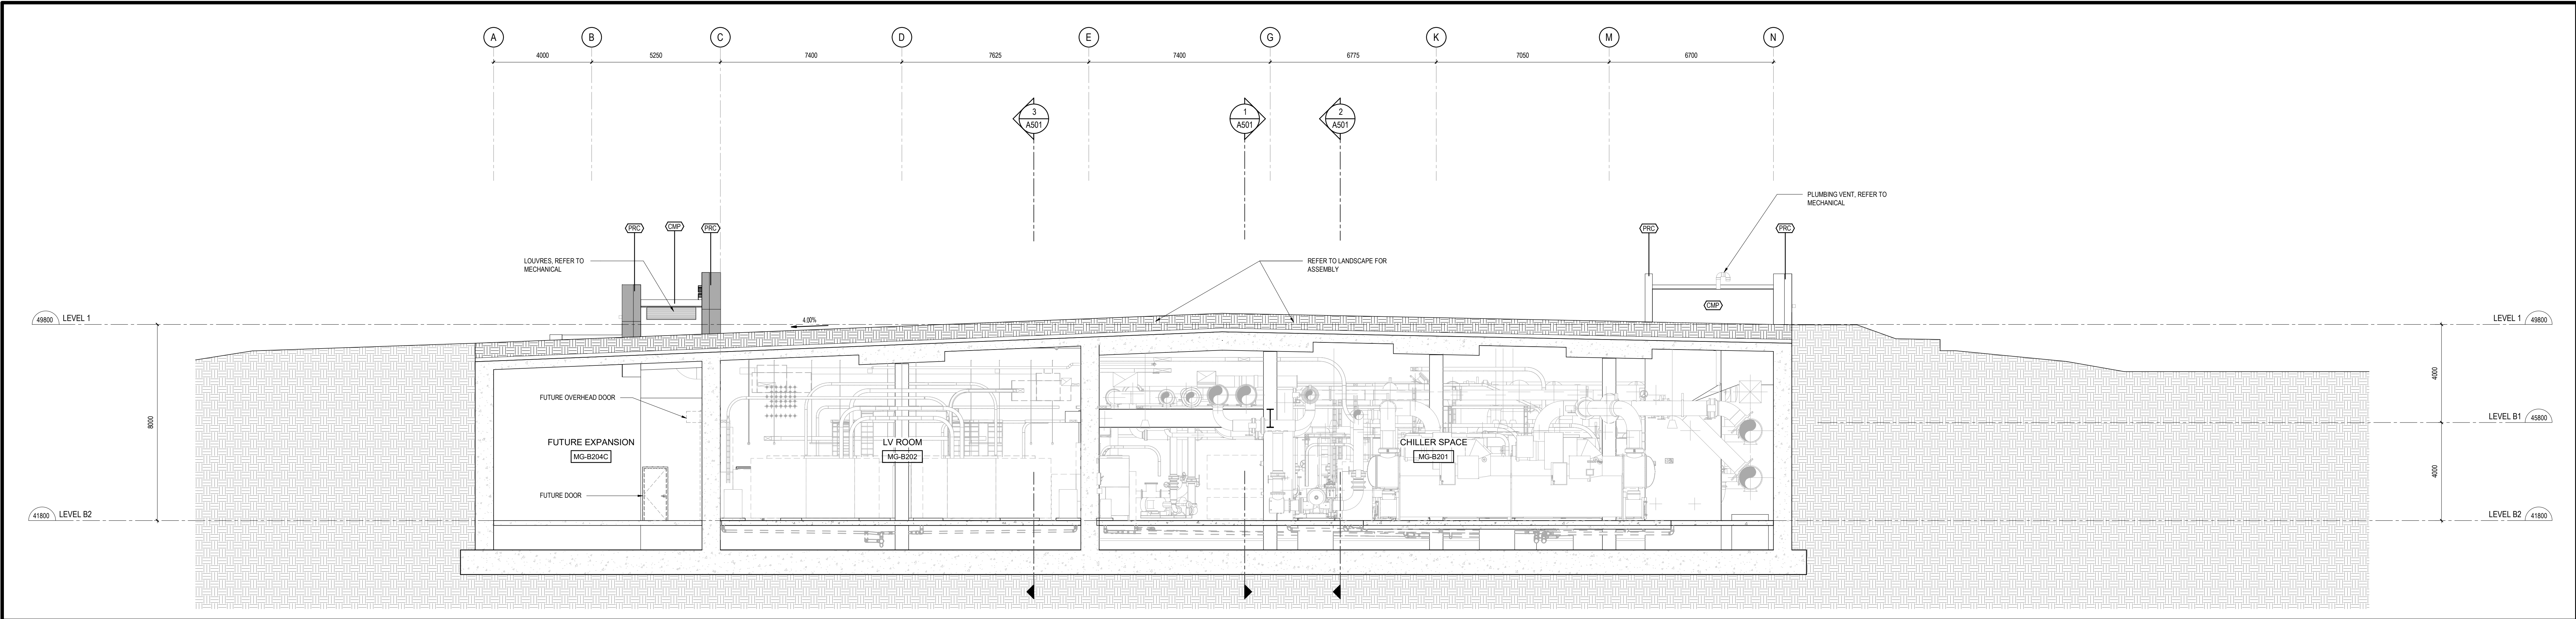 A
B
C
D
E
G
K
M
N
4000
5250
7400
7625
7400
6775
7050
6700
3
A501
1
A501
2
A501
PLUMBING VENT, REFER TO
MECHANICAL
PRC
CMP
PRC
PRC
PRC
LOUVRES, REFER TO
MECHANICAL
REFER TO LANDSCAPE FOR
ASSEMBLY
CMP
49800 LEVEL 1
4.00%
LEVEL 1 49800
4000
FUTURE OVERHEAD DOOR
8000
LEVEL B1 45800
FUTURE EXPANSION
MG-B204C
LV ROOM
MG-B202
CHILLER SPACE
MG-B201
4000
FUTURE DOOR
41800 LEVEL B2
LEVEL B2 41800